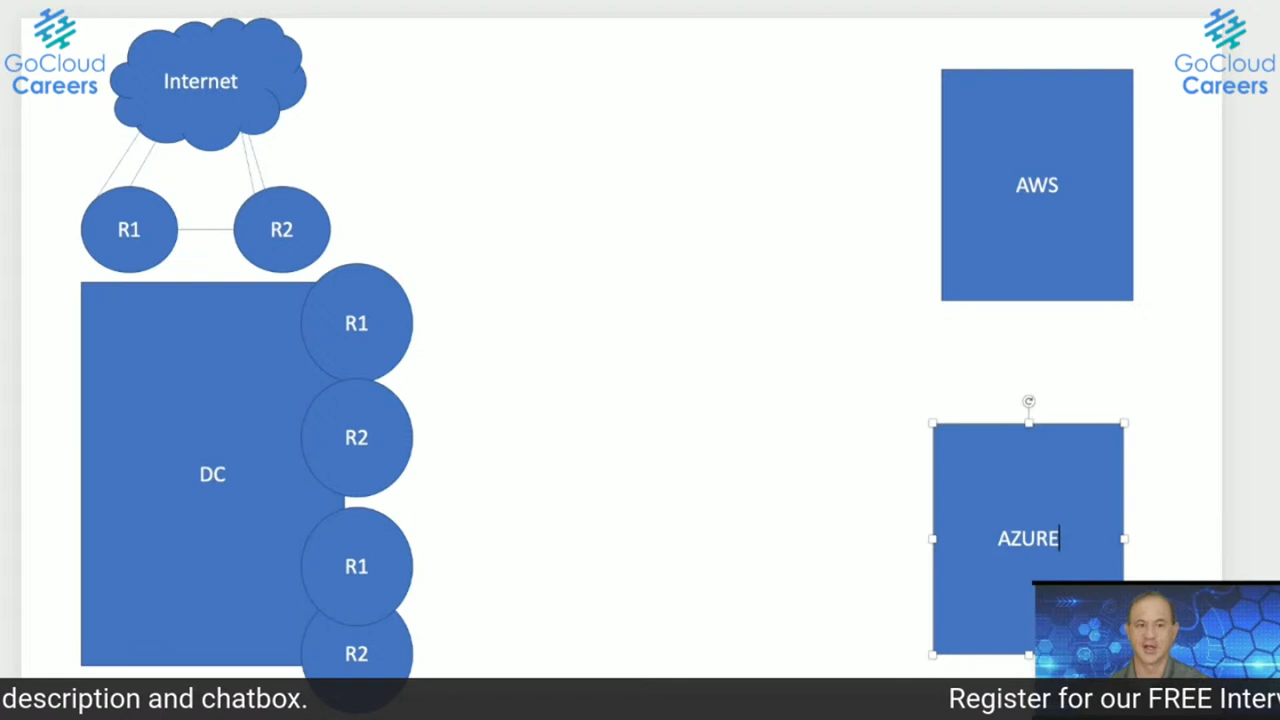 GoCloud
Careers
Internet
GoCloud
Careers
AWS
R1
R2
R1
R2
DC
AZURE
R1
R2
description and chatbox.
Register for our FREE